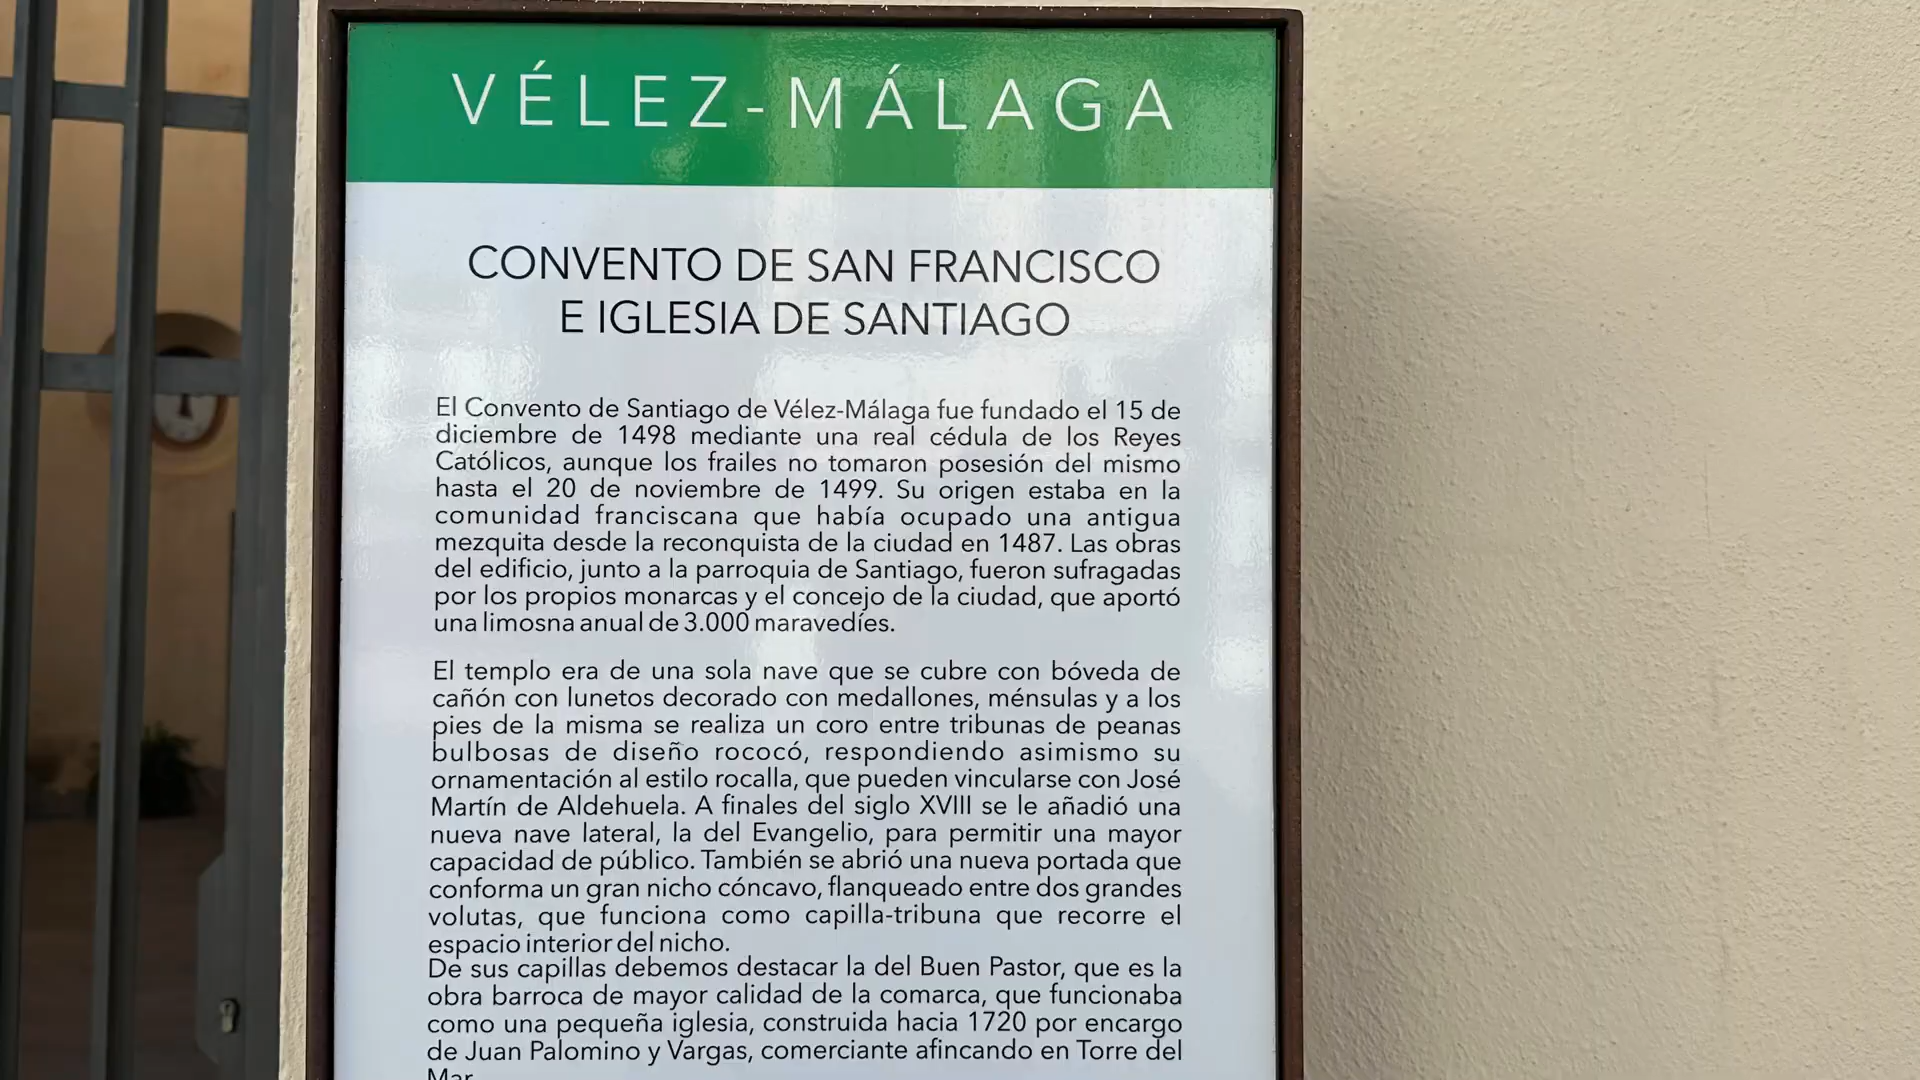 VÉLEZ-MÁLAGA
CONVENTO DE SAN FRANCISCO
E IGLESIA DE SANTIAGO
El Convento de Santiago de Vélez-Málaga fue fundado el 15 de
diciembre de 1498 mediante una real cédula de los Reyes
Católicos, aunque los frailes no tomaron posesión del mismo
hasta el 20 de noviembre de 1499. Su origen estaba en la
comunidad franciscana que había ocupado una antigua
mezquita desde la reconquista de la ciudad en 1487. Las obras
del edificio, junto a la parroquia de Santiago, fueron sufragadas
por los propios monarcas y el concejo de la ciudad, que aportó
una limosna anual de 3.000 maravedíes.
El templo era de una sola nave que se cubre con bóveda de
cañón con lunetos decorado con medallones, ménsulas y a los
pies de la misma se realiza un coro entre tribunas de peanas
bulbosas de diseño rococó, respondiendo asimismo su
ornamentación al estilo rocalla, que pueden vincularse con José
Martín de Aldehuela. A finales del siglo XVIII se le añadió una
nueva nave lateral, la del Evangelio, para permitir una mayor
capacidad de público. También se abrió una nueva portada que
conforma un gran nicho cóncavo, flanqueado entre dos grandes
volutas, que funciona como capilla-tribuna que recorre el
espacio interior del nicho.
De sus capillas debemos destacar la del Buen Pastor, que es la
obra barroca de mayor calidad de la comarca, que funcionaba
como una pequeña iglesia, construida hacia 1720 por encargo
de Juan Palomino y Vargas, comerciante afincando en Torre del
Mar